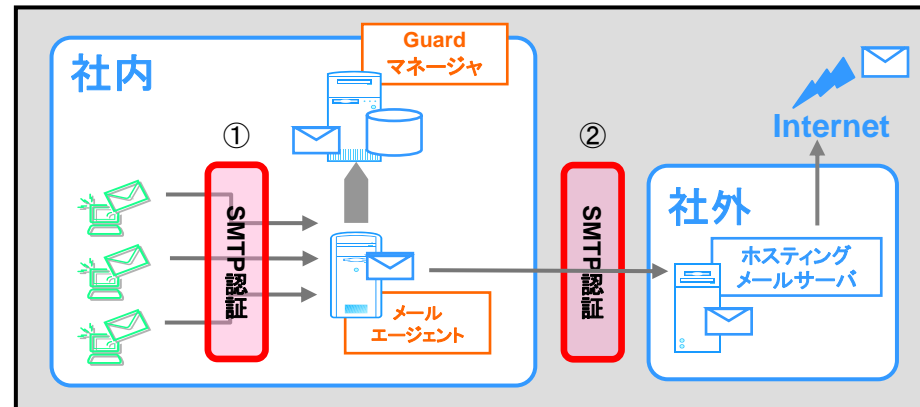 社内
Guard
マネージャ
①
SMTP認証
メール
エージェント
②
SMTP認証
Internet
社外
ホスティング
メールサーバ